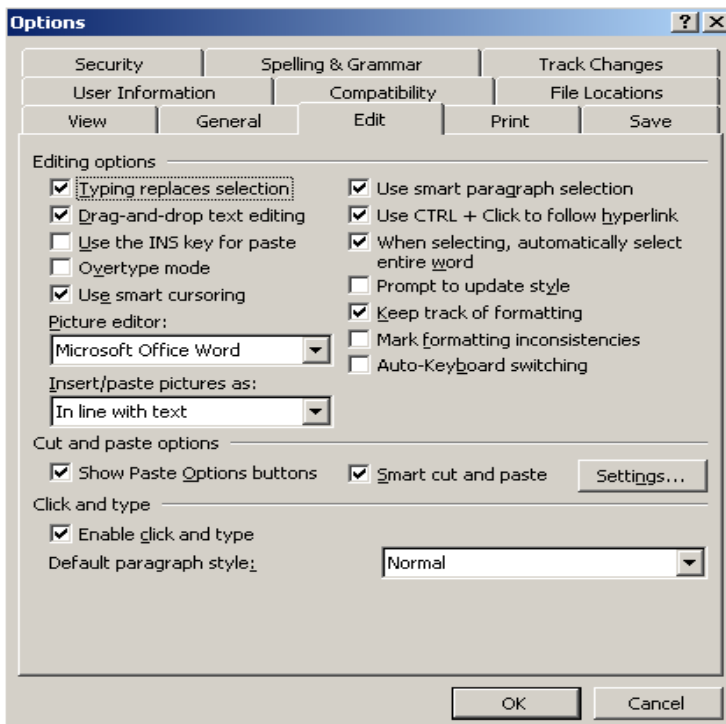 Options
Security Spelling & Grammar Track Changes
User Information Compatibility File Locations
View General Edit Print Save
Editing options
Typing replaces selection
Drag-and-drop text editing
Use the INS key for paste
Overtype mode
Use smart cursoring
Picture editor:
Microsoft Office Word
Insert/paste pictures as:
In line with text
Use smart paragraph selection
Use CTRL + Click to follow hyperlink
When selecting, automatically select
entire word
Prompt to update style
Keep track of formatting
Mark formatting inconsistencies
Auto-Keyboard switching
Cut and paste options
Show Paste Options buttons Smart cut and paste Settings...
Click and type
Enable click and type
Default paragraph style: Normal
OK Cancel